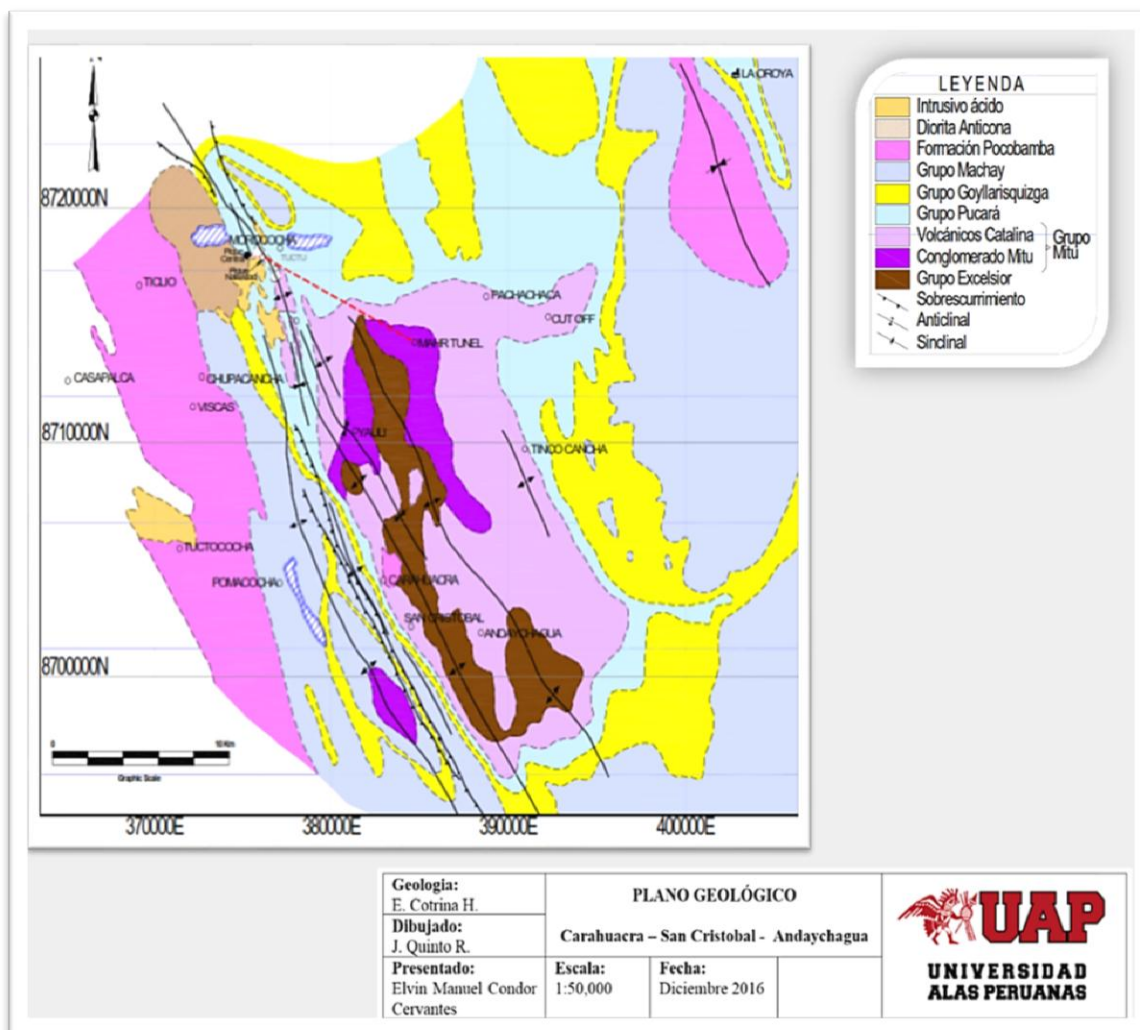 LA OROYA
8720000N
MOROCOCHA
TUCTU
TICLIO
PACHACHACA
CUT OFF
MAHR TUNEL
CASAPALCA
CHUPACANCHA
VISCAS
8710000N
TINCO CANCHA
TUCTOCOCHA
POMACOCHA
CARAHUACRA
SAN CRISTOBAL
ANDAYCHAGUA
8700000N
0
10 Km
Graphic Scale
370000E 380000E 390000E 400000E
LEYENDA
Intrusivo ácido
Diorita Anticona
Formación Pocobamba
Grupo Machay
Grupo Goyllarisquizga
Grupo Pucará
Volcánicos Catalina
Conglomerado Mitu
Grupo Mitu
Grupo Excelsior
Sobrescurrimiento
Anticlinal
Sinclinal
Geologia:
E. Cotrina H.
Dibujado:
J. Quinto R.
Presentado:
Elvin Manuel Condor
Cervantes
PLANO GEOLÓGICO
Carahuacra – San Cristobal - Andaychagua
Escala:
1:50,000
Fecha:
Diciembre 2016
UAP
UNIVERSIDAD
ALAS PERUANAS